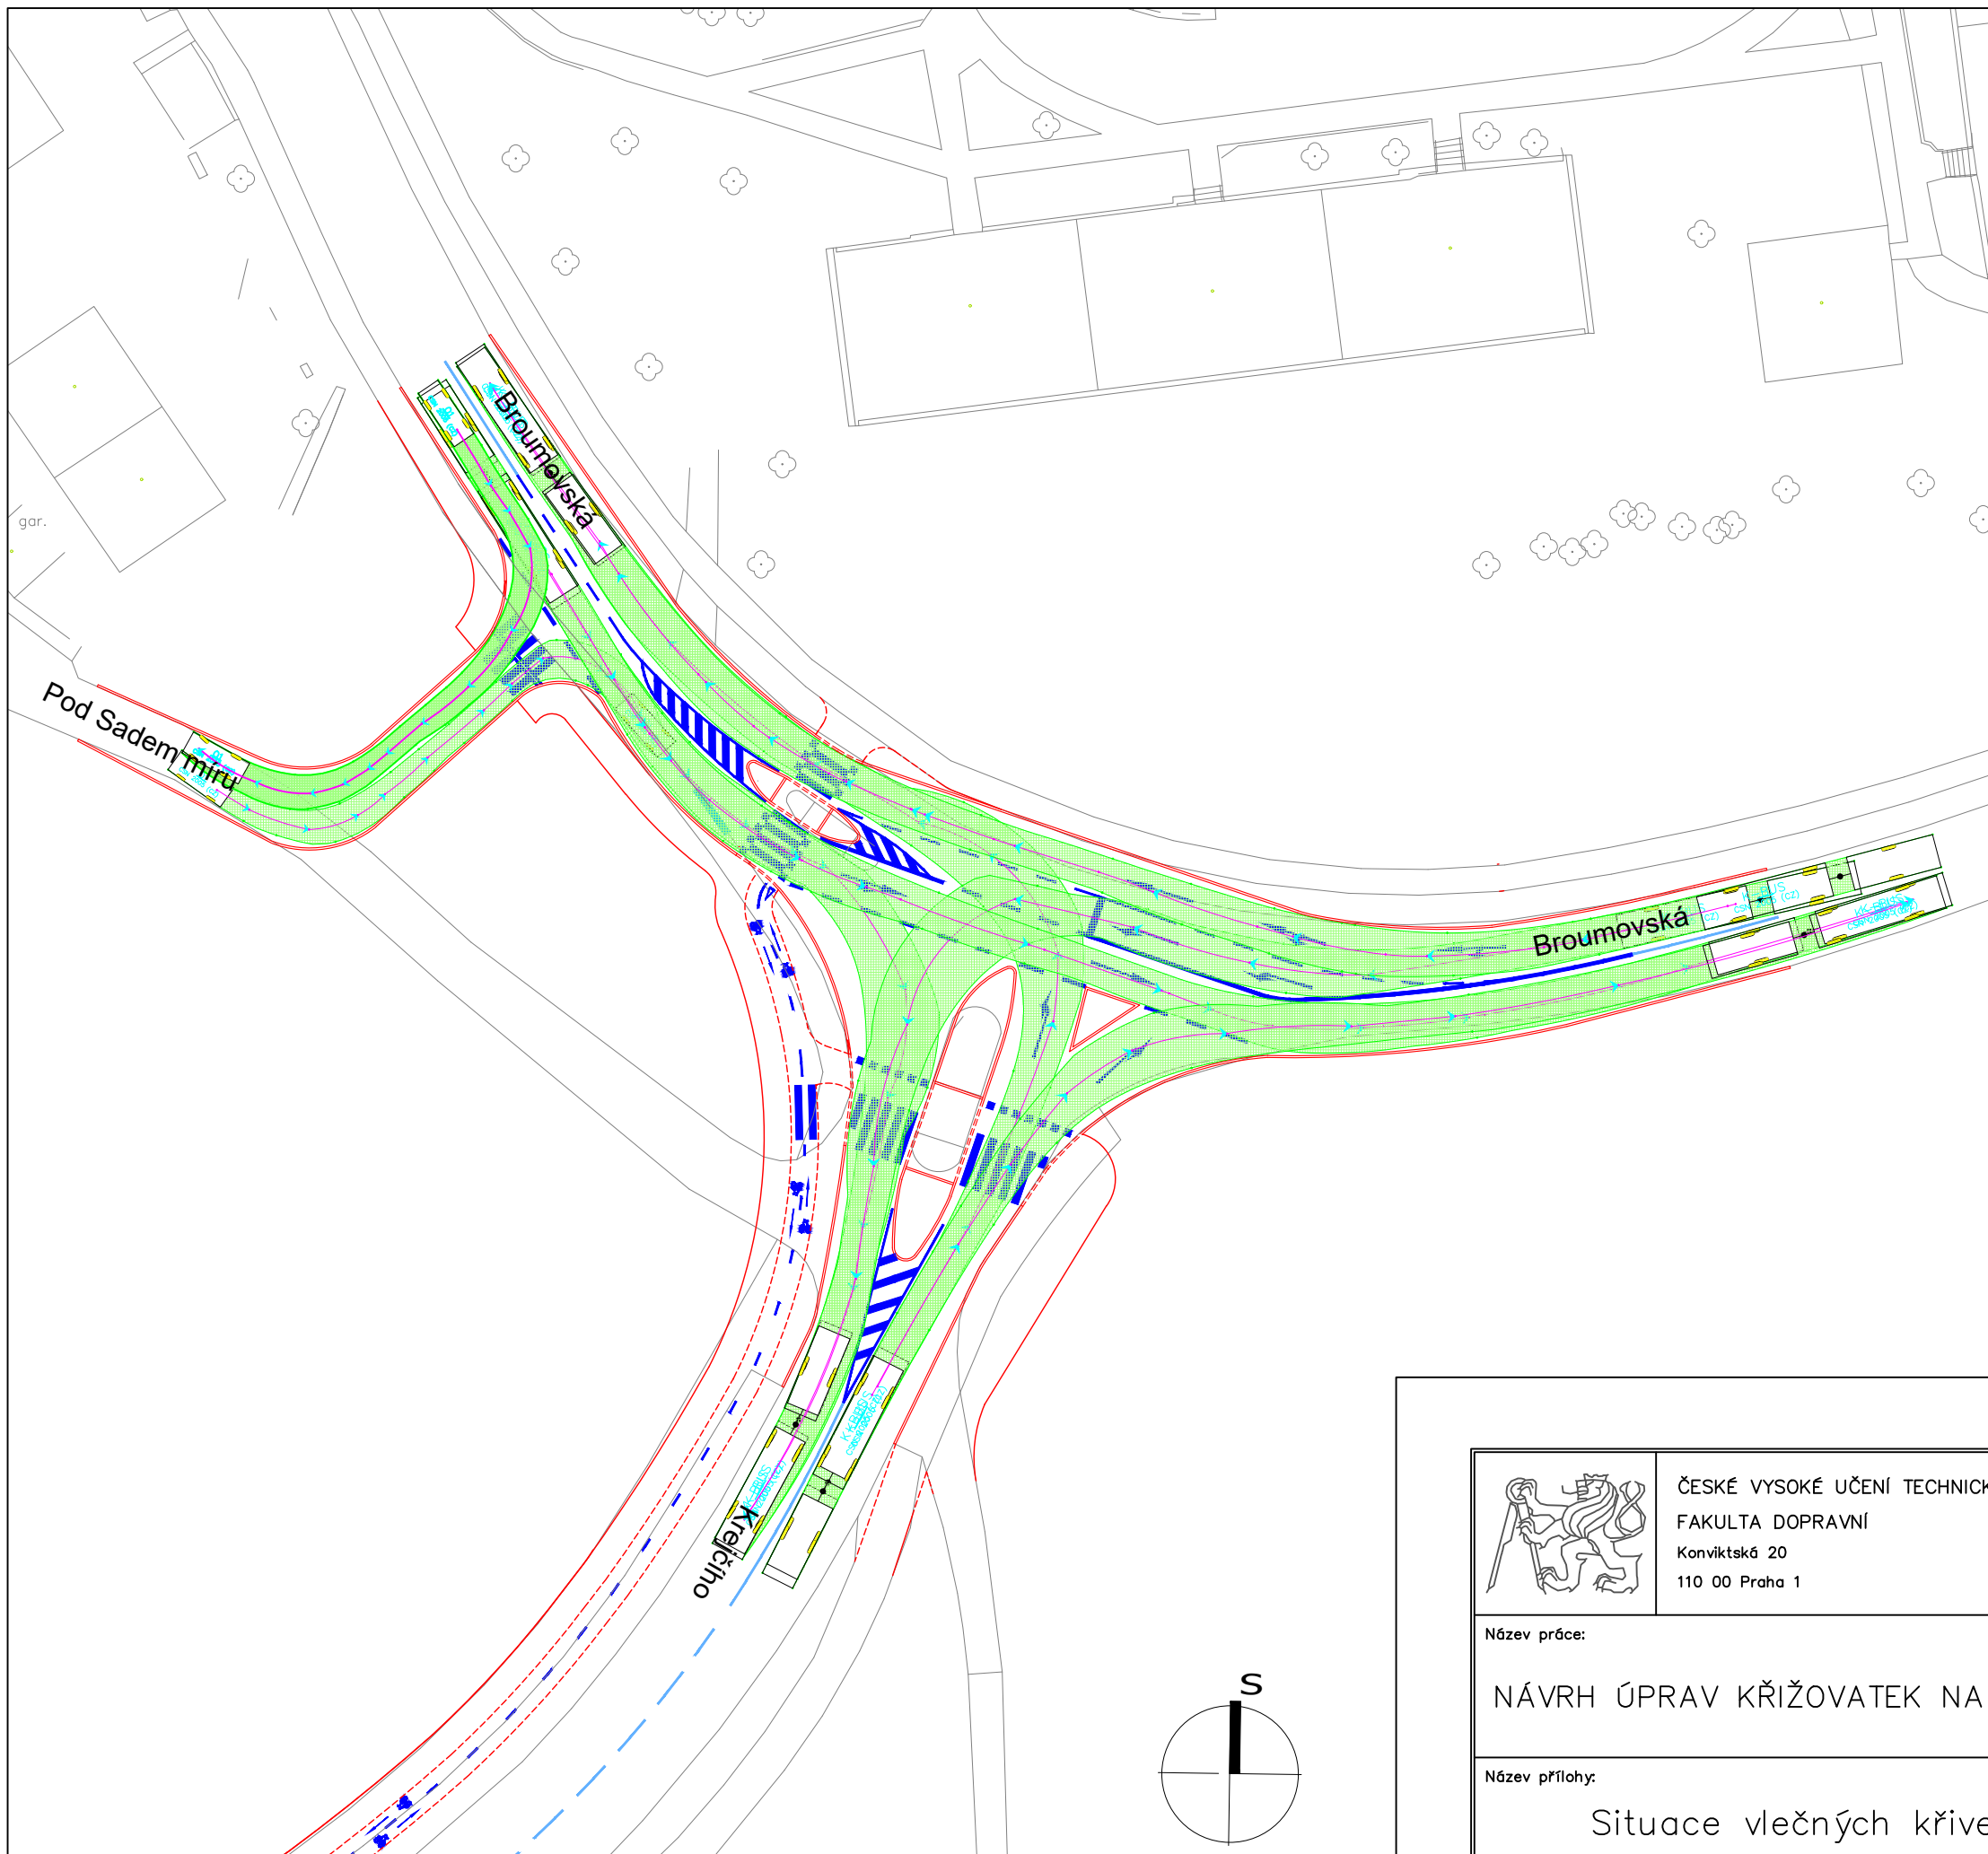 gar.
Broumovská
Pod Sadem míru
Broumovská
Krejčího
S
ČESKÉ VYSOKÉ UČENÍ TECHNICK
FAKULTA DOPRAVNÍ
Konviktská 20
110 00 Praha 1
Název práce:
NÁVRH ÚPRAV KŘIŽOVATEK NA
Název přílohy:
Situace vlečných křive